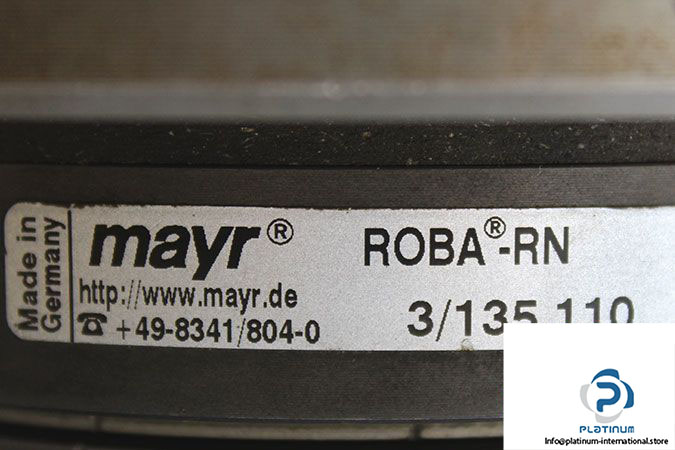 Made in
Germany
mayr®
http://www.mayr.de
☎ +49-8341/804-0
ROBA®-RN
3/135.110
PLATINUM
Info@platinum-international.store